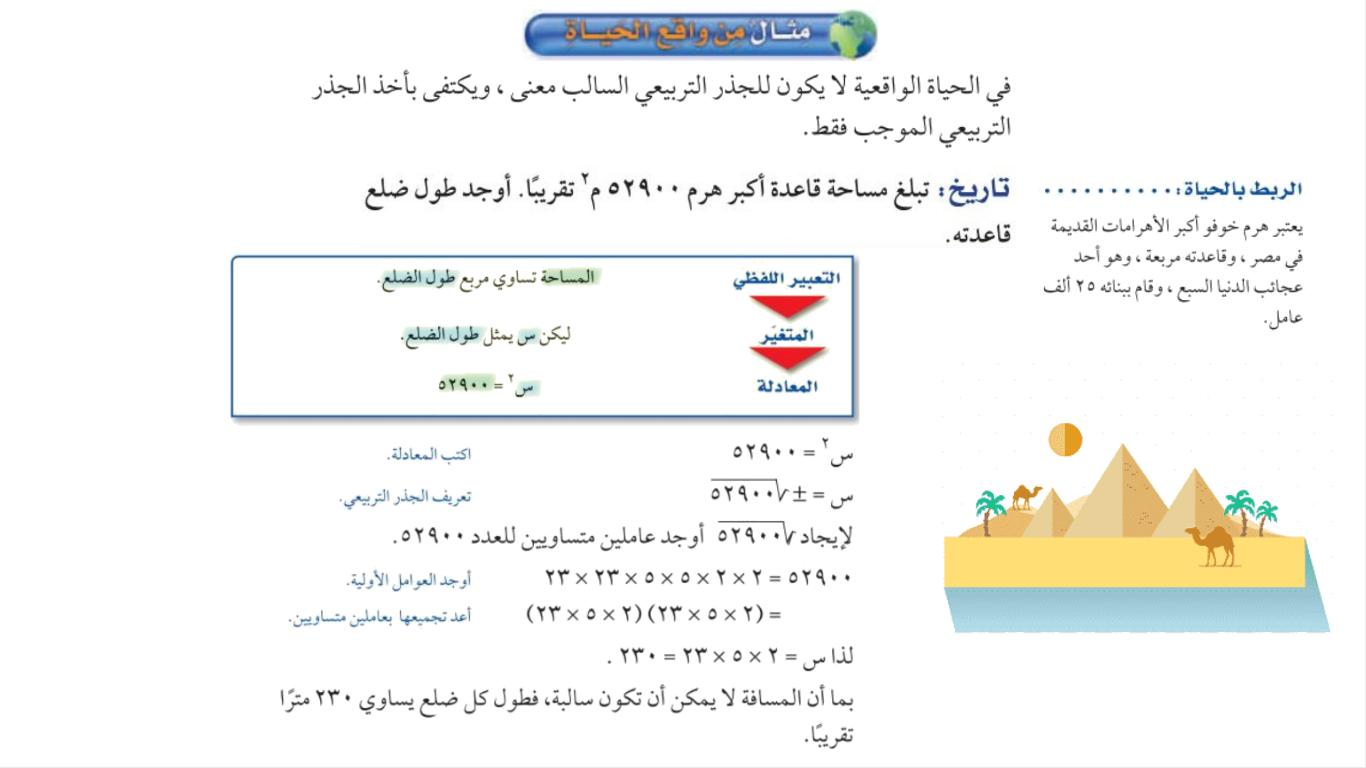 مثال من واقع الحياة
في الحياة الواقعية لا يكون للجذر التربيعي السالب معنى ، ويكتفى بأخذ الجذر
التربيعي الموجب فقط.
تاريخ: تبلغ مساحة قاعدة أكبر هرم ٥٢٩٠٠ م٢ تقريبًا. أوجد طول ضلع
قاعدته.
الربط بالحياة : . . . . . . . . . .
يعتبر هرم خوفو أكبر الأهرامات القديمة
في مصر ، وقاعدته مربعة ، وهو أحد
عجائب الدنيا السبع ، وقام ببنائه ٢٥ ألف
عامل.
التعبير اللفظي المساحة تساوي مربع طول الضلع.
المتغيّر ليكن س يمثل طول الضلع.
المعادلة س٢ = ٥٢٩٠٠
س٢ = ٥٢٩٠٠ اكتب المعادلة.
س = ± √٥٢٩٠٠ تعريف الجذر التربيعي.
لإيجاد √٥٢٩٠٠ أوجد عاملين متساويين للعدد ٥٢٩٠٠.
٥٢٩٠٠ = ٢ × ٢ × ٥ × ٥ × ٢٣ × ٢٣ أوجد العوامل الأولية.
= (٢ × ٥ × ٢٣) (٢ × ٥ × ٢٣) أعد تجميعها بعاملين متساويين.
لذا س = ٢ × ٥ × ٢٣ = ٢٣٠ .
بما أن المسافة لا يمكن أن تكون سالبة، فطول كل ضلع يساوي ٢٣٠ مترًا
تقريبًا.